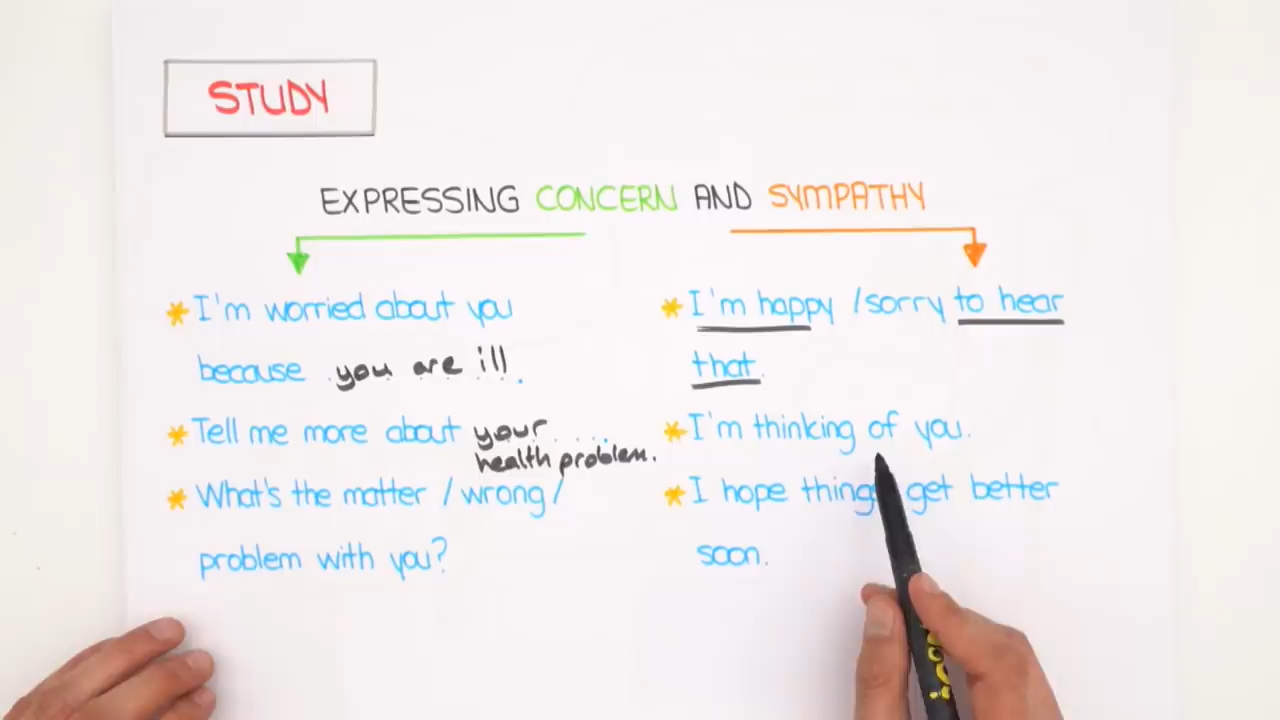 STUDY
EXPRESSING CONCERN AND SYMPATHY
* I'm worried about you
because you are ill.
* Tell me more about your
health problem.
* What's the matter / wrong /
problem with you?
* I'm happy / sorry to hear
that.
* I'm thinking of you.
* I hope things get better
soon.